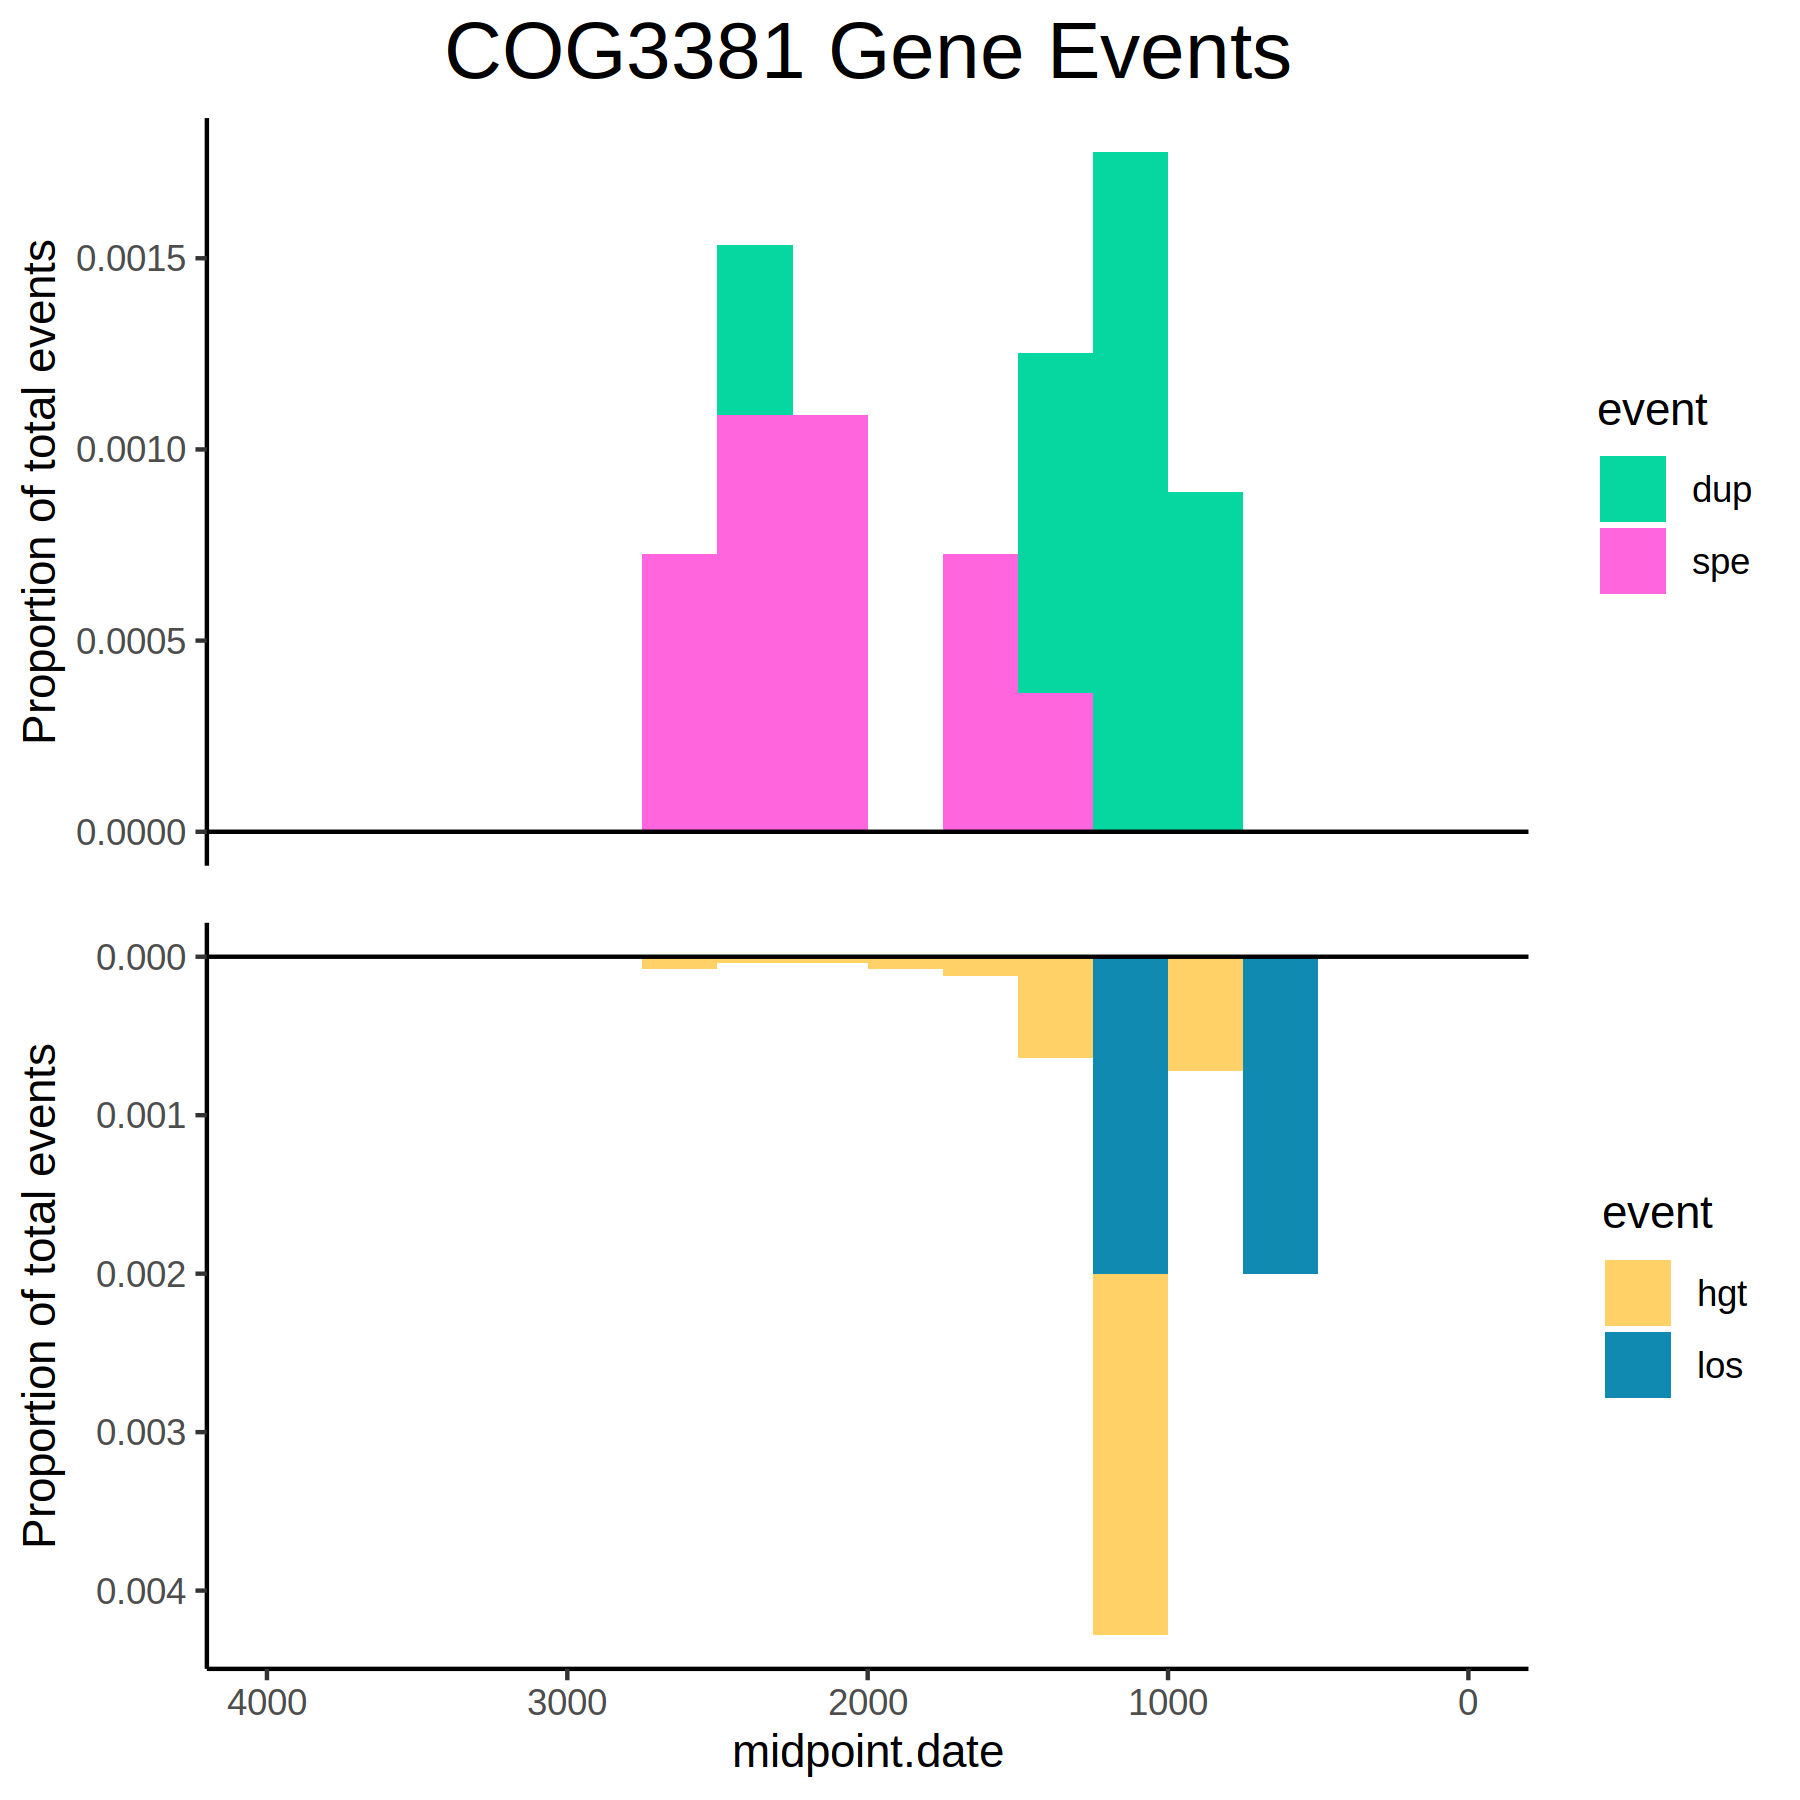 COG3381 Gene Events
Proportion of total events
0.0015
0.0010
0.0005
0.0000
event
dup
spe
Proportion of total events
0.000
0.001
0.002
0.003
0.004
event
hgt
los
4000 3000 2000 1000 0
midpoint.date